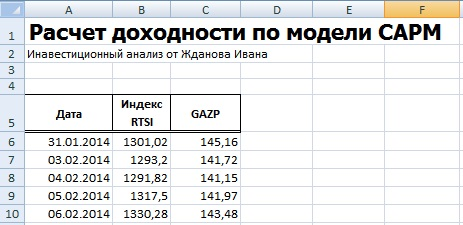 A B C D E F
1 Расчет доходности по модели CAPM
2 Инавестиционный анализ от Жданова Ивана
3
4
5 Дата Индекс RTSI GAZP
6 31.01.2014 1301,02 145,16
7 03.02.2014 1293,2 141,72
8 04.02.2014 1291,82 141,15
9 05.02.2014 1317,5 141,97
10 06.02.2014 1330,28 143,48